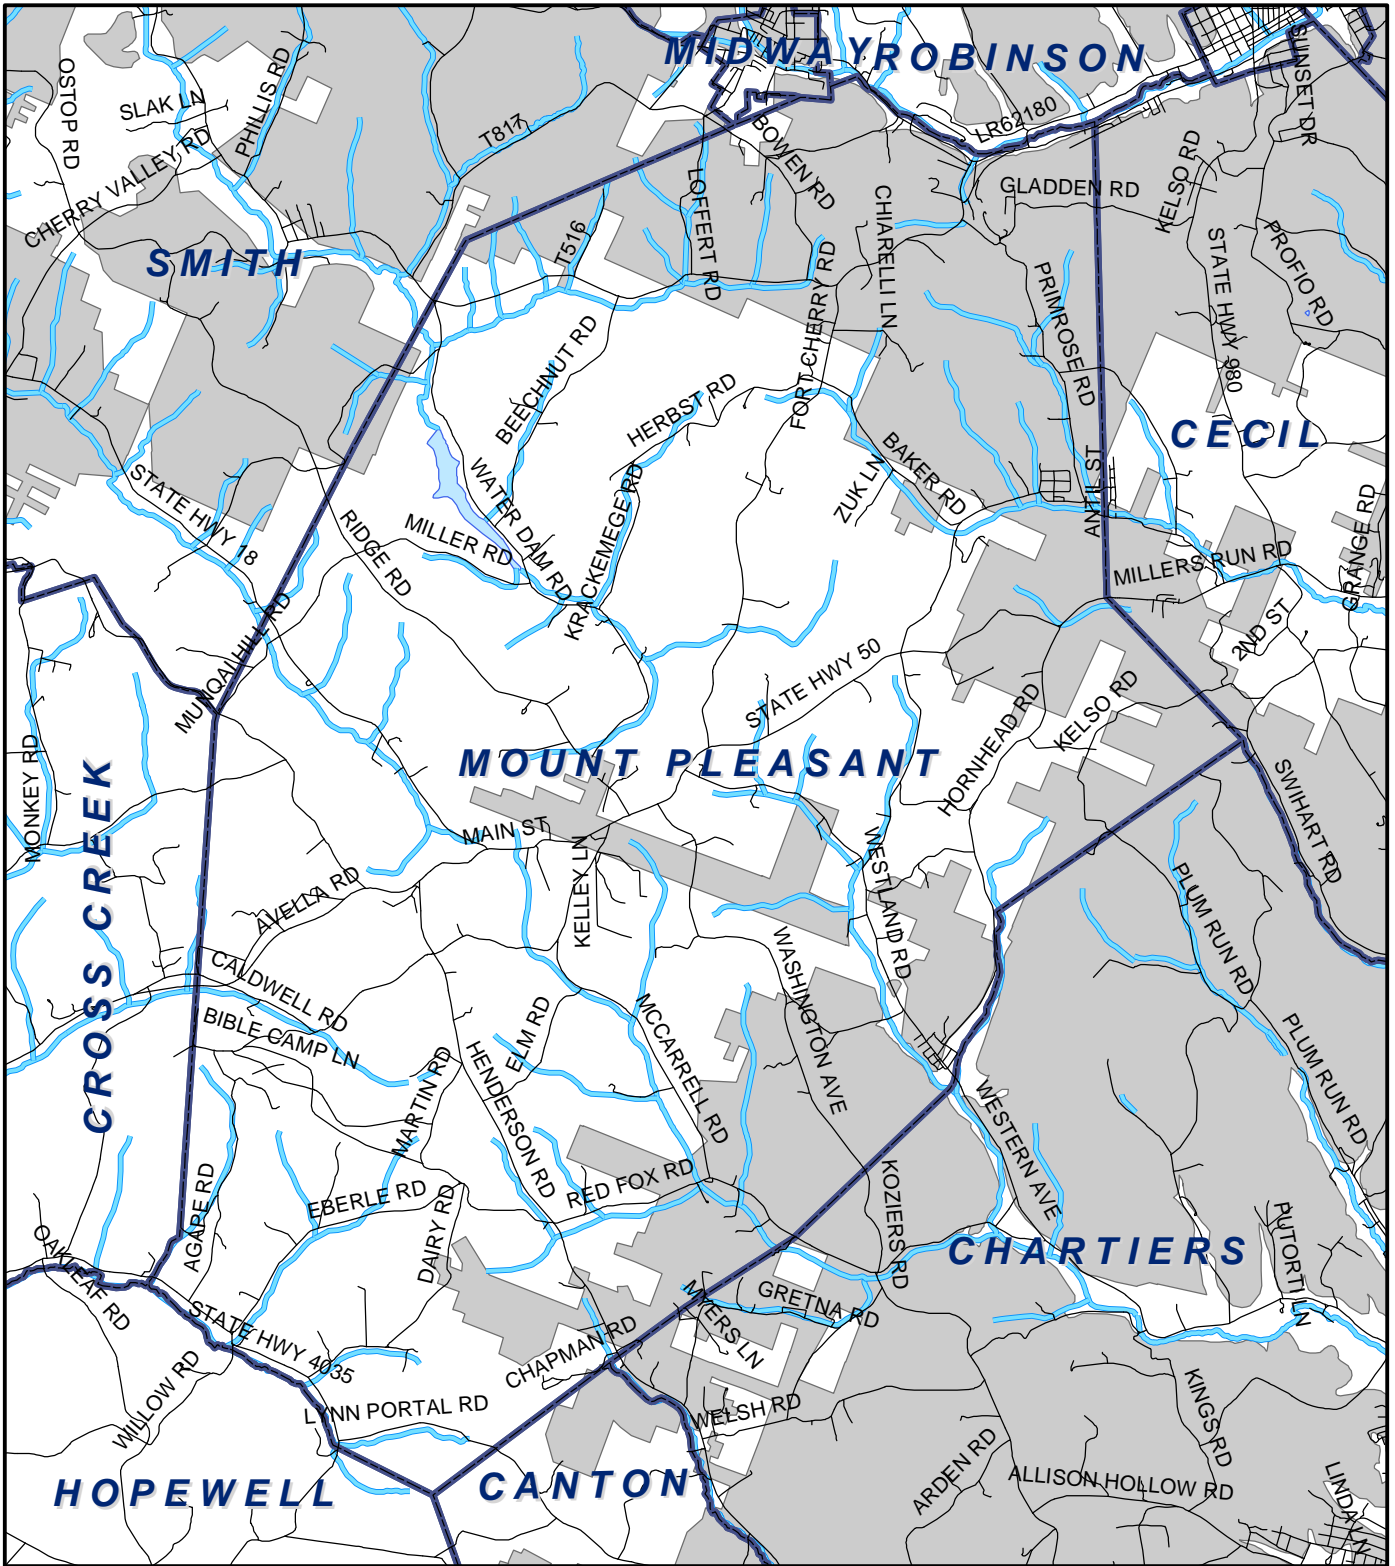 MIDWAY
ROBINSON
OSTOP RD
SLAK LN
PHILLIS RD
SUNSET DR
CHERRY VALLEY RD
T817
BOWEN RD
LR62180
KELSO RD
GLADDEN RD
LOFFERT RD
CHIARELLI LN
SMITH
T516
FORT CHERRY RD
PRIMROSE RD
STATE HWY 980
PROFIO RD
BEECHNUT RD
HERBST RD
CECIL
STATE HWY 18
WATER DAM RD
BAKER RD
ZUK LN
ANTIL ST
GRANGE RD
RIDGE RD
MILLER RD
KRACKEMEGE RD
MILLERS RUN RD
MUNQAI HILL RD
2ND ST
STATE HWY 50
HORNHEAD RD
KELSO RD
MONKEY RD
MOUNT PLEASANT
SWIHART RD
CROSS CREEK
MAIN ST
KELLEY LN
WESTLAND RD
PLUM RUN RD
AVELLA RD
CALDWELL RD
WASHINGTON AVE
BIBLE CAMP LN
ELM RD
MCCARRELL RD
PLUM RUN RD
MARTIN RD
HENDERSON RD
WESTERN AVE
AGAPE RD
EBERLE RD
RED FOX RD
KOZIERS RD
DAIRY RD
OAKLEAF RD
CHARTIERS
PUTORTI LN
STATE HWY 4035
MYERS LN
GRETNA RD
CHAPMAN RD
WILLOW RD
LYNN PORTAL RD
WELSH RD
KINGS RD
HOPEWELL
CANTON
ARDEN RD
ALLISON HOLLOW RD
LINDA LN